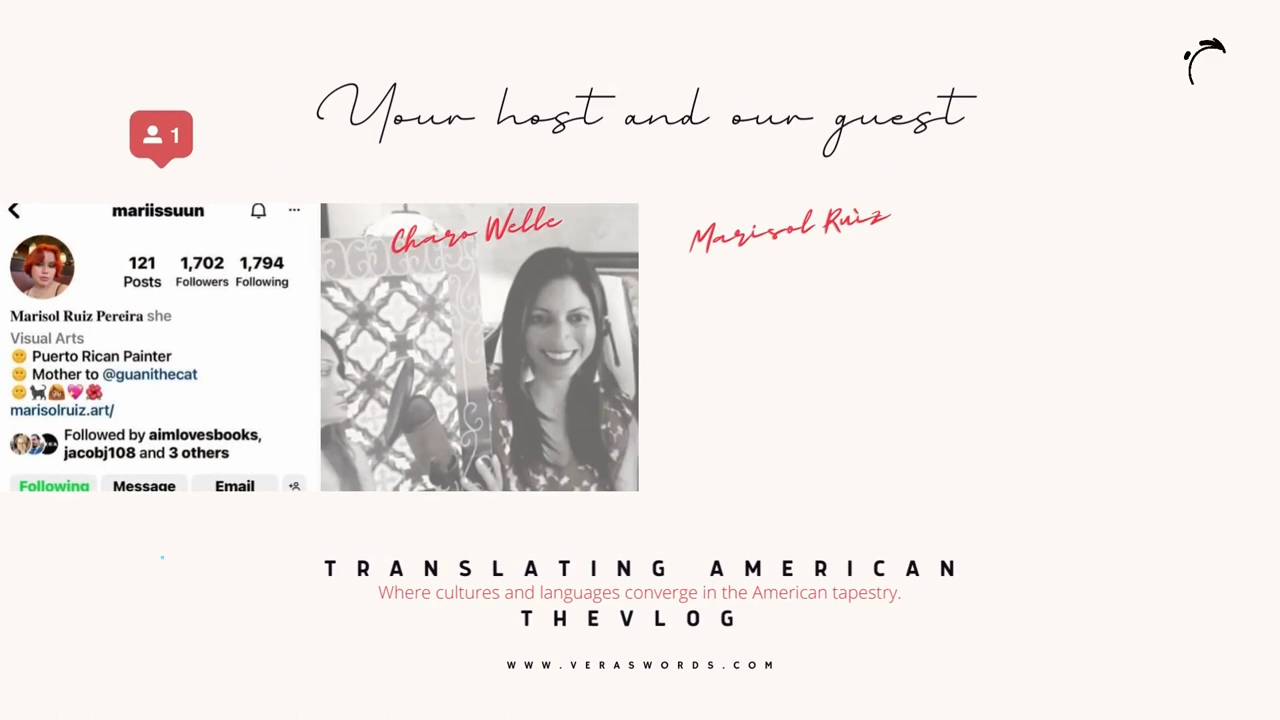 Your host and our guest
1
mariissuun
121 1,702 1,794
Posts Followers Following
Marisol Ruiz Pereira she
Visual Arts
Puerto Rican Painter
Mother to @guanithecat
marisolruiz.art/
Followed by aimlovesbooks,
jacobj108 and 3 others
Following Message Email
Charo Welle
Marisol Ruiz
TRANSLATING AMERICAN
Where cultures and languages converge in the American tapestry.
THEVLOG
WWW.VERASWORDS.COM